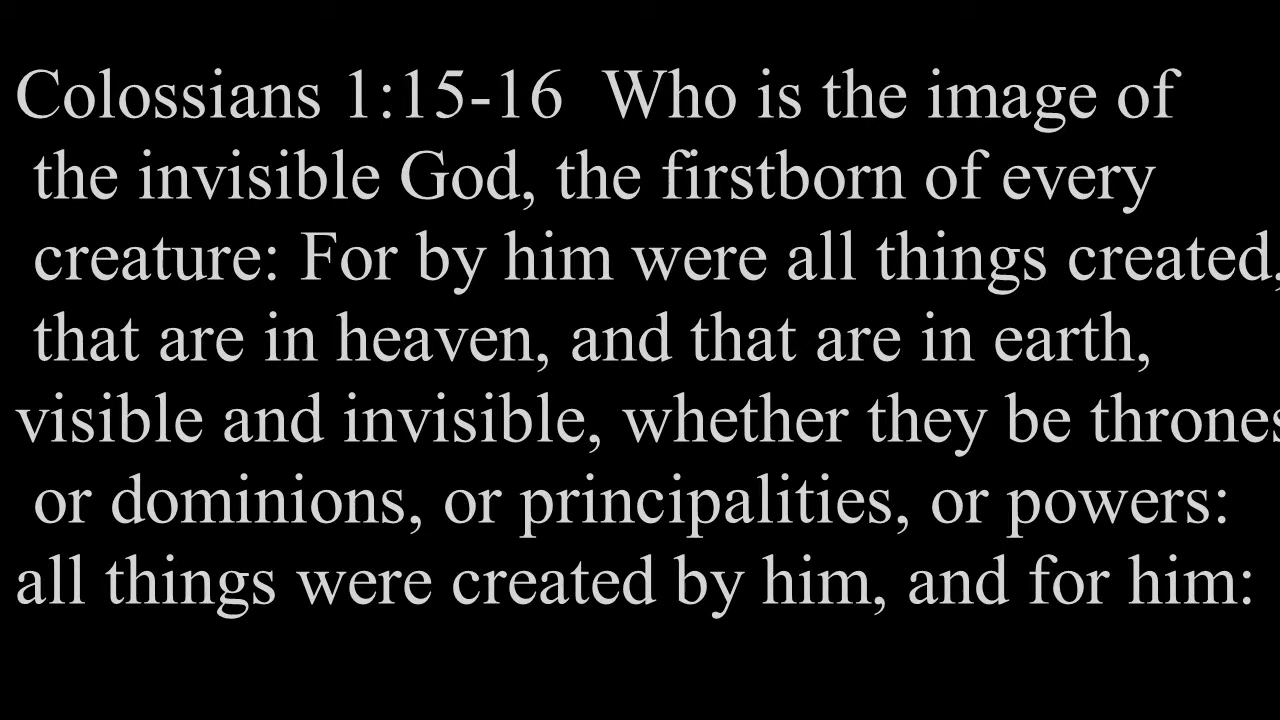 Colossians 1:15-16  Who is the image of
the invisible God, the firstborn of every
creature: For by him were all things created,
that are in heaven, and that are in earth,
visible and invisible, whether they be thrones
or dominions, or principalities, or powers:
all things were created by him, and for him: